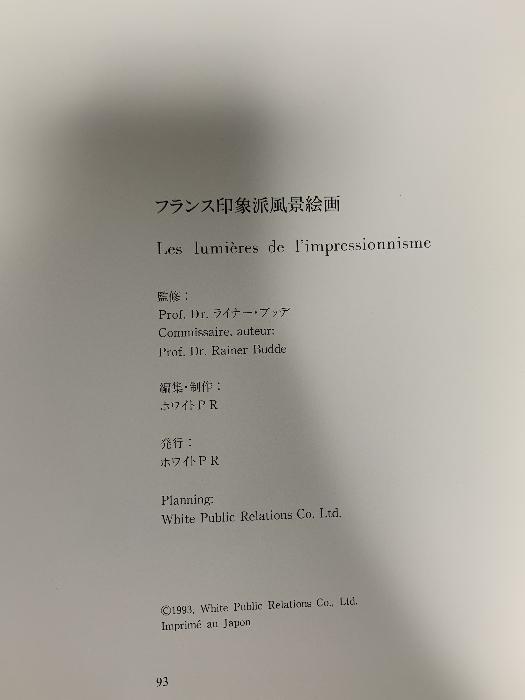 フランス印象派風景絵画
Les lumières de l'impressionnisme
監修：
Prof. Dr. ライナー・ブッデ
Commissaire, auteur:
Prof. Dr. Rainer Budde
編集・制作：
ホワイトPR
発行：
ホワイトPR
Planning:
White Public Relations Co. Ltd.
©1993, White Public Relations Co., Ltd.
Imprimé au Japon
93